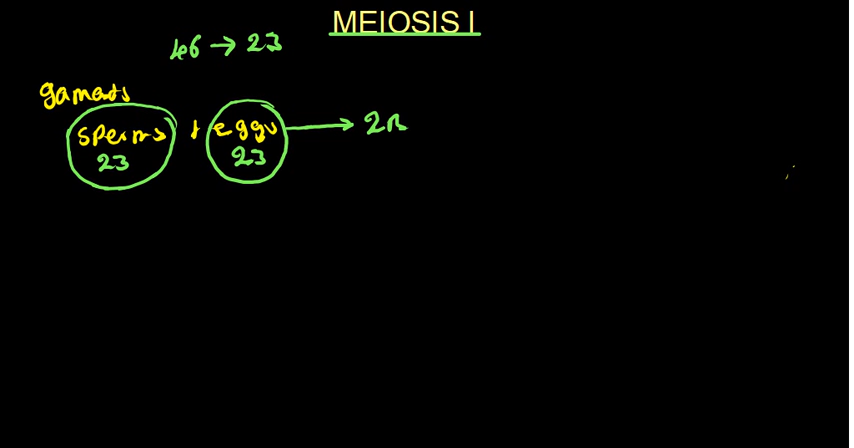 MEIOSIS I
46 → 23
gamets
sperms + eggs → 2n
23 23